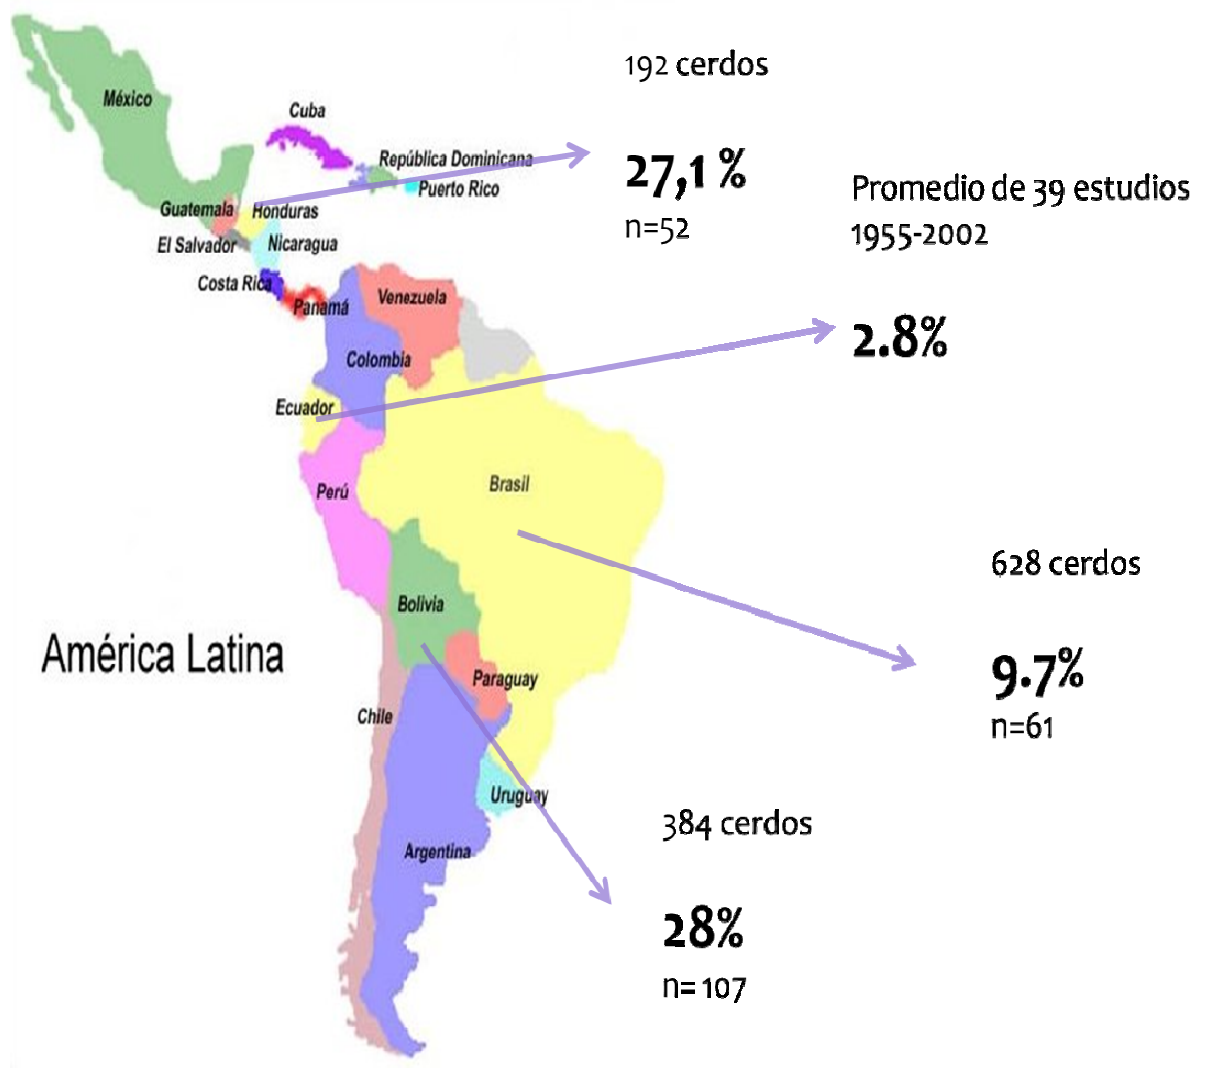 192 cerdos
México
Cuba
República Dominicana
27,1 %
Puerto Rico
Promedio de 39 estudios
1955-2002
Guatemala
Honduras
n=52
El Salvador
Nicaragua
Costa Rica
Panamá
Venezuela
2.8%
Colombia
Ecuador
Perú
Brasil
628 cerdos
Bolivia
América Latina
Paraguay
9.7%
Chile
n=61
Uruguay
384 cerdos
Argentina
28%
n= 107